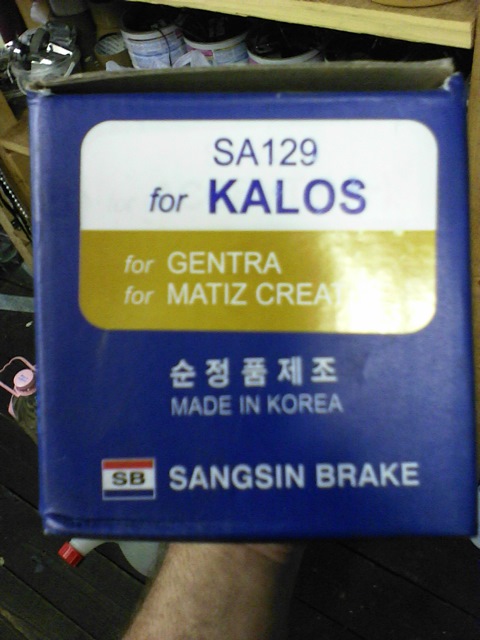 SA129
for KALOS
for GENTRA
for MATIZ CREAT
순정품제조
MADE IN KOREA
SB SANGSIN BRAKE